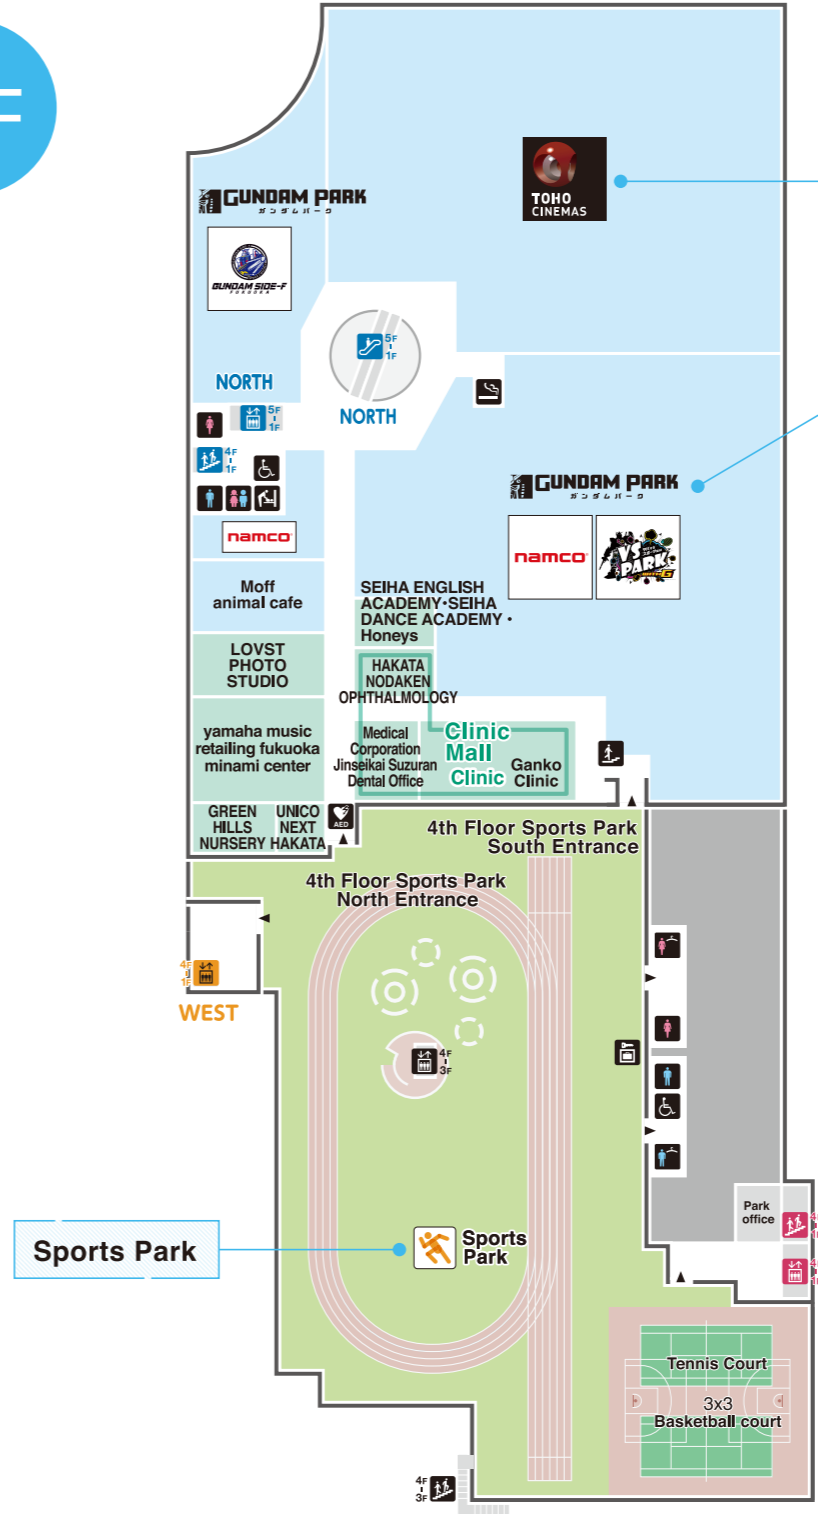 F
TOHO
CINEMAS
GUNDAM PARK
ガンダムパーク
GUNDAM SIDE-F
FUKUOKA
5F
1F
NORTH
NORTH
5F
1F
4F
1F
GUNDAM PARK
ガンダムパーク
namco
namco
VS
PARK
Moff
animal cafe
SEIHA ENGLISH
ACADEMY・SEIHA
DANCE ACADEMY・
Honeys
LOVST
PHOTO
STUDIO
HAKATA
NODAKEN
OPHTHALMOLOGY
yamaha music
retailing fukuoka
minami center
Medical
Corporation
Jinseikai Suzuran
Dental Office
Clinic
Mall
Clinic
Ganko
Clinic
GREEN
HILLS
NURSERY
UNICO
NEXT
HAKATA
AED
4th Floor Sports Park
South Entrance
4th Floor Sports Park
North Entrance
4F
1F
WEST
4F
3F
Park
office
Sports Park
Sports
Park
Tennis Court
3x3
Basketball court
4F
3F